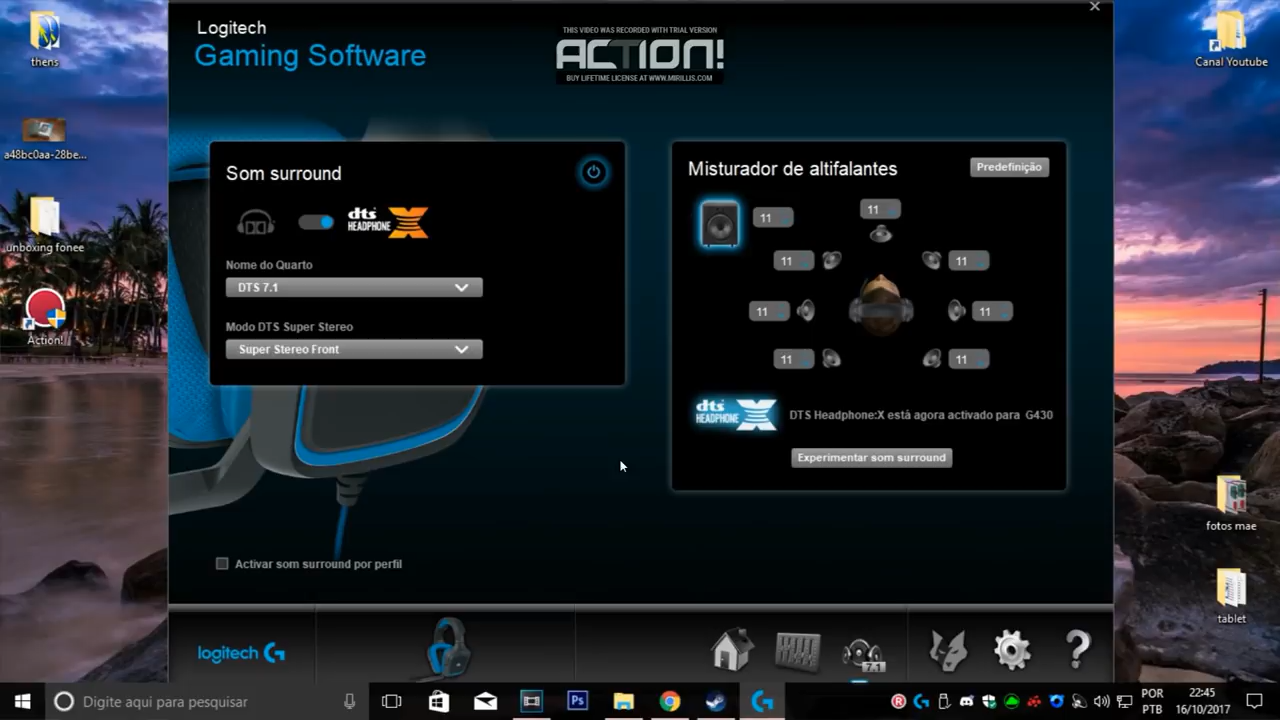 thens
a48bc0aa-28be...
unboxing fonee
Action!
Logitech
Gaming Software
THIS VIDEO WAS RECORDED WITH TRIAL VERSION
ACTION!
BUY LIFETIME LICENSE AT WWW.MIRILLIS.COM
Som surround
dts
HEADPHONE X
Nome do Quarto
DTS 7.1
Modo DTS Super Stereo
Super Stereo Front
Activar som surround por perfil
Misturador de altifalantes
Predefinição
11
11
11
11
11
11
11
11
dts
HEADPHONE X
DTS Headphone:X está agora activado para G430
Experimentar som surround
Canal Youtube
fotos mae
tablet
logitech G
7.1
?
Digite aqui para pesquisar
Ps
POR
PTB
22:45
16/10/2017